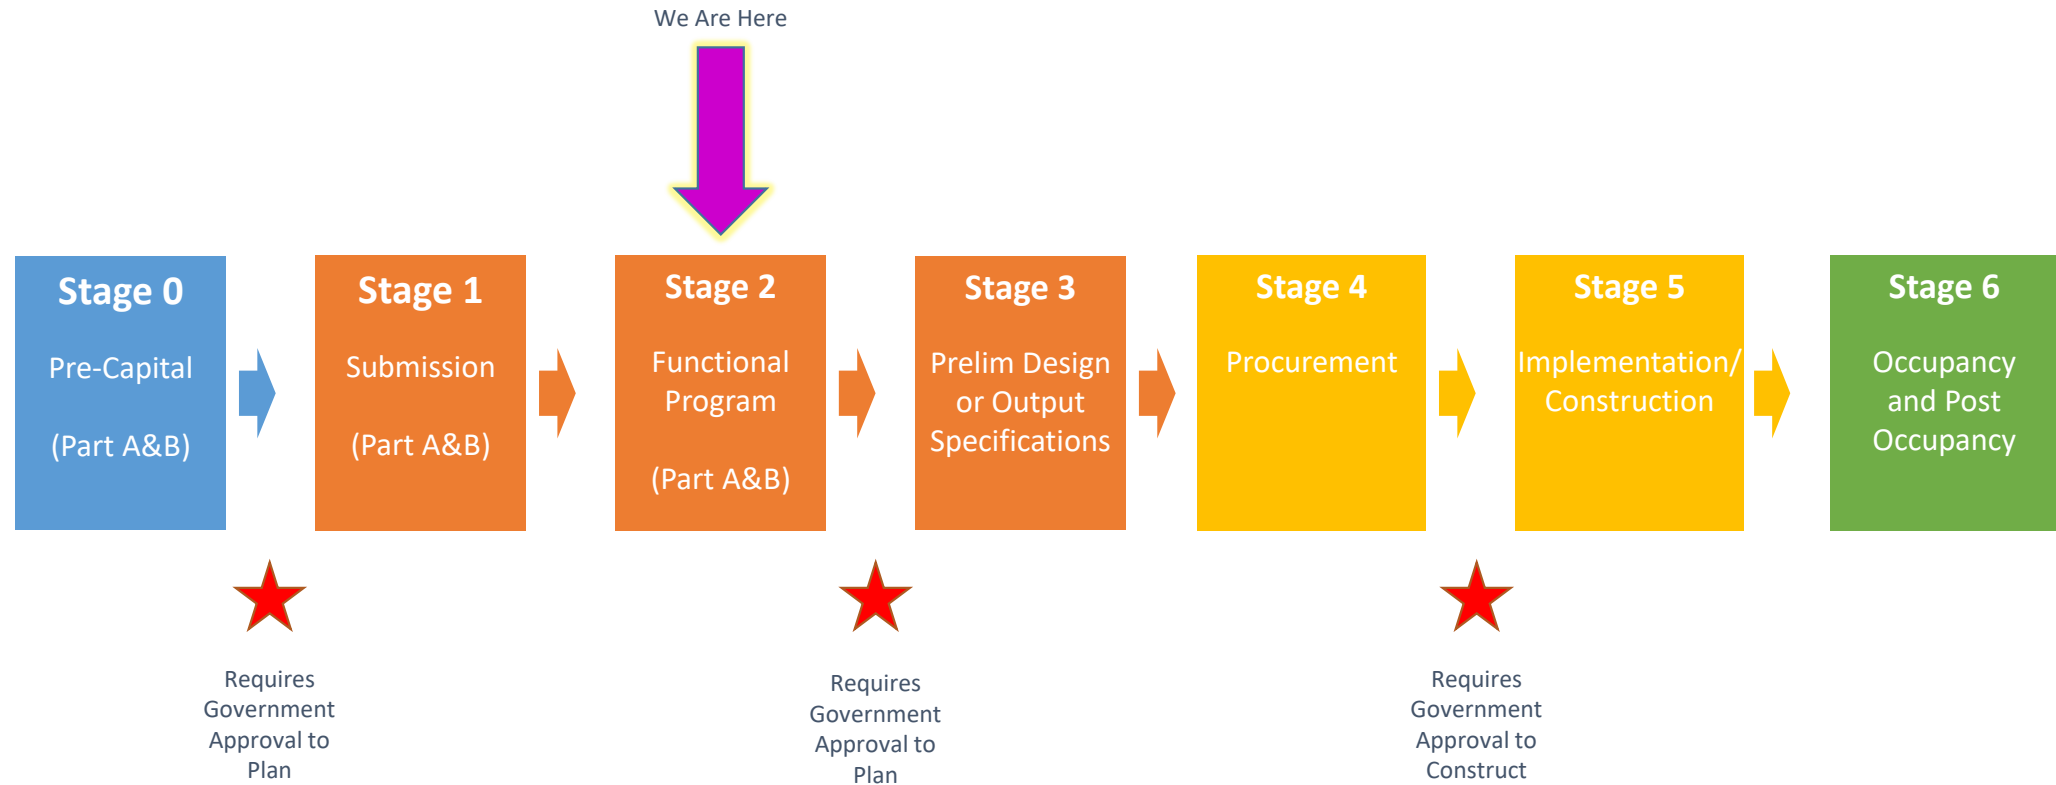 We Are Here
Stage 0
Pre-Capital
(Part A&B)
Stage 1
Submission
(Part A&B)
Stage 2
Functional
Program
(Part A&B)
Stage 3
Prelim Design
or Output
Specifications
Stage 4
Procurement
Stage 5
Implementation/
Construction
Stage 6
Occupancy
and Post
Occupancy
Requires
Government
Approval to
Plan
Requires
Government
Approval to
Plan
Requires
Government
Approval to
Construct